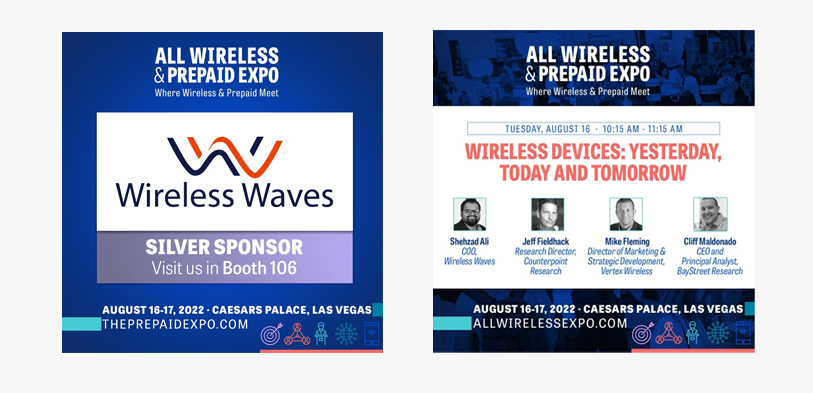 ALL WIRELESS
& PREPAID EXPO
Where Wireless & Prepaid Meet
Wireless Waves
SILVER SPONSOR
Visit us in Booth 106
AUGUST 16-17, 2022 · CAESARS PALACE, LAS VEGAS
THEPREPAIDEXPO.COM
ALL WIRELESS
& PREPAID EXPO
Where Wireless & Prepaid Meet
TUESDAY, AUGUST 16 · 10:15 AM - 11:15 AM
WIRELESS DEVICES: YESTERDAY,
TODAY AND TOMORROW
Shehzad Ali
COO,
Wireless Waves
Jeff Fieldhack
Research Director,
Counterpoint
Research
Mike Fleming
Director of Marketing &
Strategic Development,
Vertex Wireless
Cliff Maldonado
CEO and
Principal Analyst,
BayStreet Research
AUGUST 16-17, 2022 · CAESARS PALACE, LAS VEGAS
ALLWIRELESSEXPO.COM